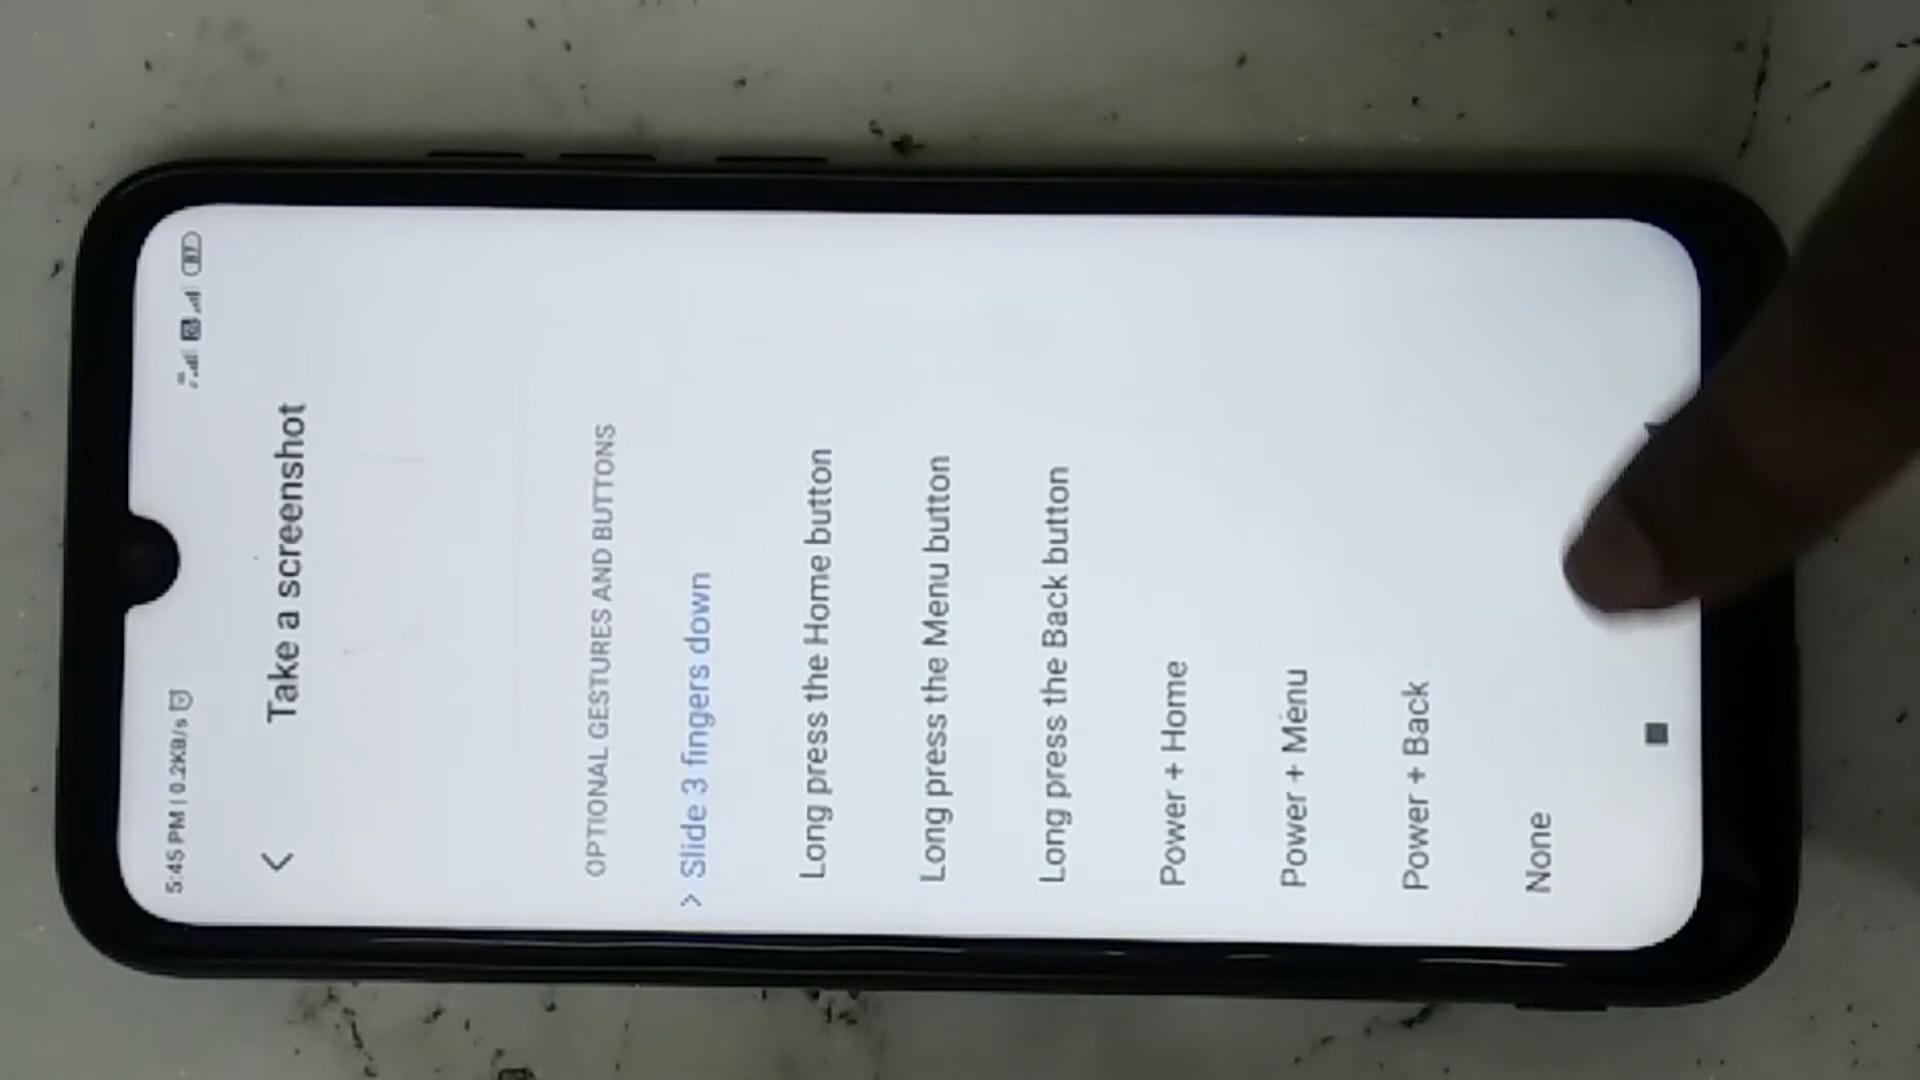 5:45 PM | 0.2KB/s
Take a screenshot
OPTIONAL GESTURES AND BUTTONS
Slide 3 fingers down
Long press the Home button
Long press the Menu button
Long press the Back button
Power + Home
Power + Menu
Power + Back
None